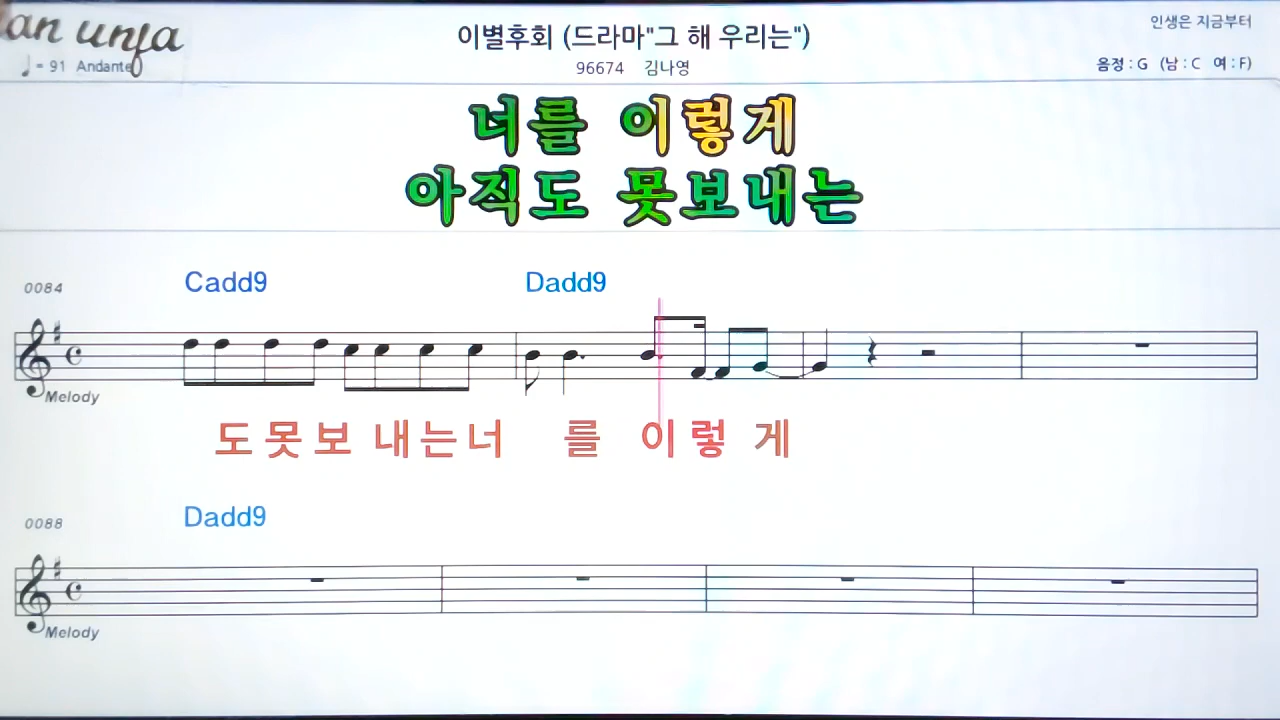 an unfa
이별후회 (드라마"그 해 우리는")
인생은 지금부터
♩= 91 Andante
96674 김나영
음정 : G (남 : C 여 : F)
너를 이렇게
아직도 못보내는
0084
Cadd9 Dadd9
Melody
도못보 내는너 를 이렇 게
0088
Dadd9
Melody